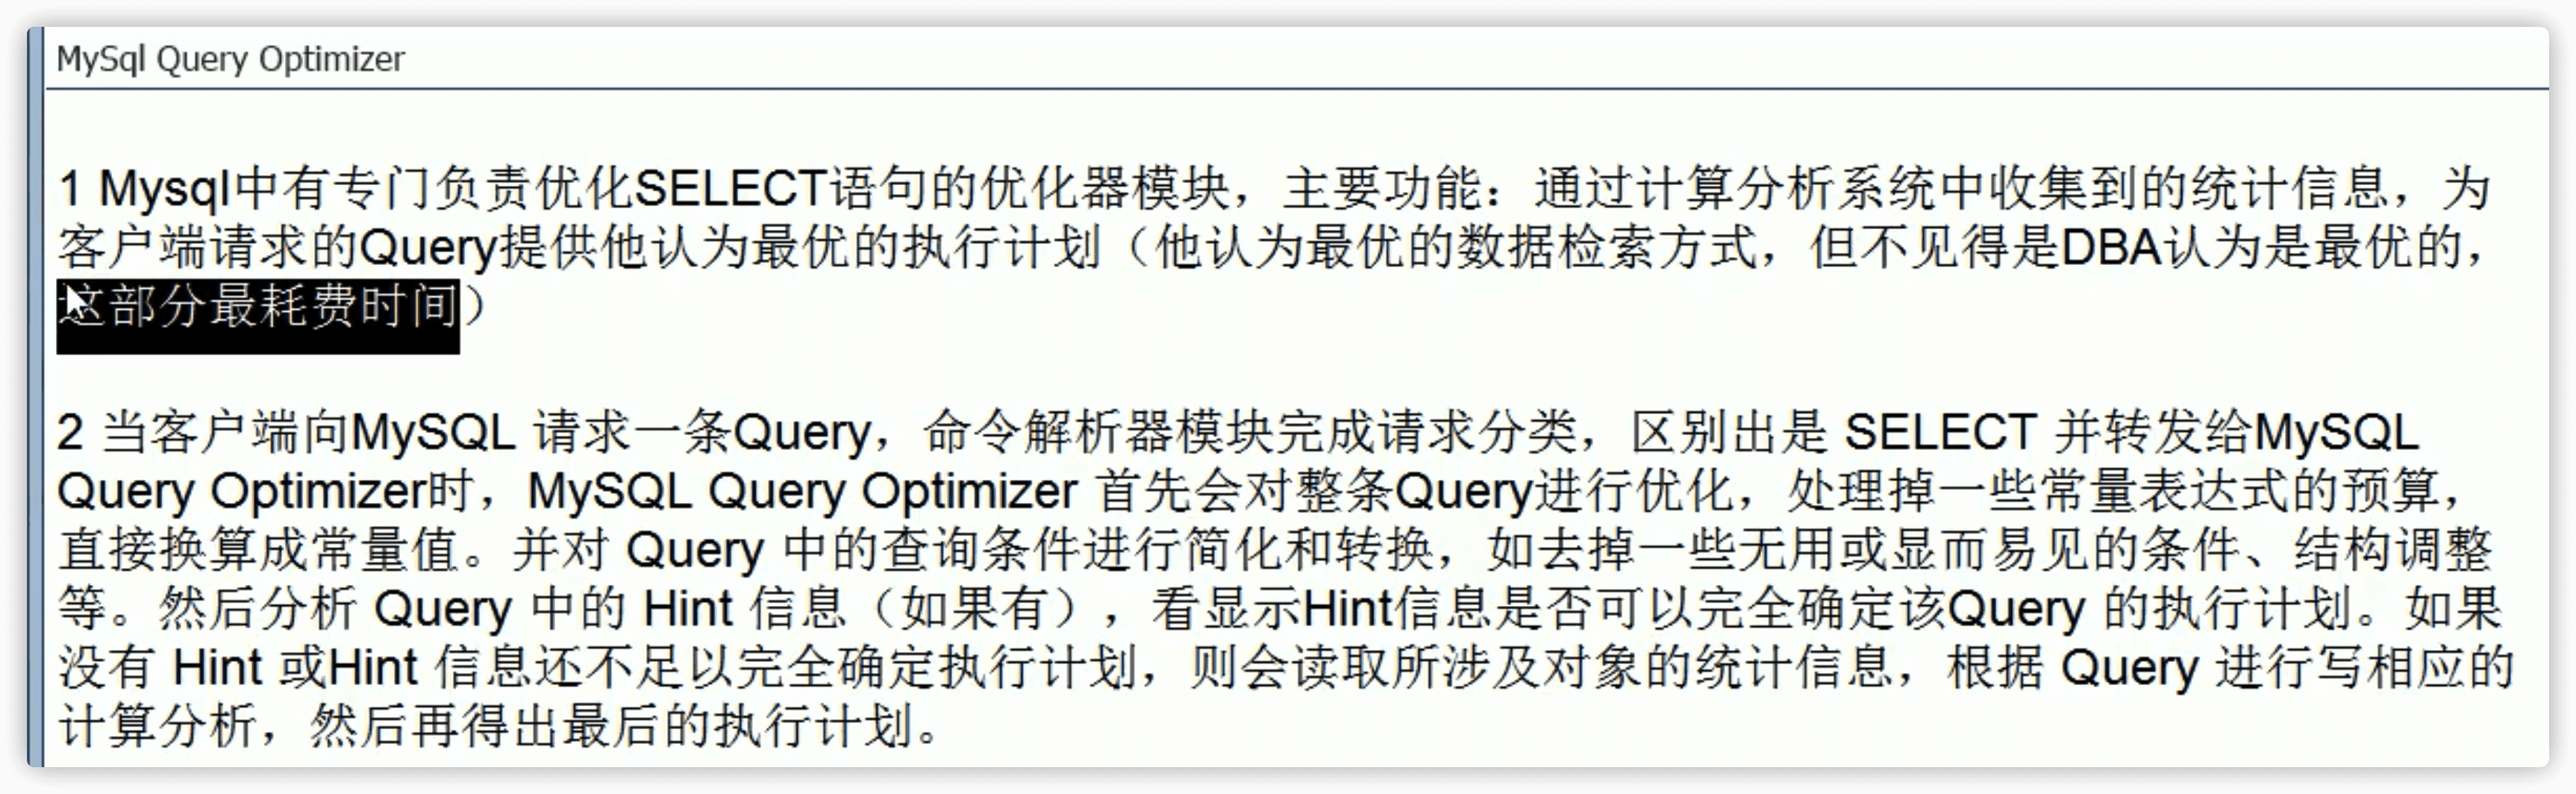 MySql Query Optimizer
1 Mysql中有专门负责优化SELECT语句的优化器模块，主要功能：通过计算分析系统中收集到的统计信息，为
客户端请求的Query提供他认为最优的执行计划（他认为最优的数据检索方式，但不见得是DBA认为是最优的，
这部分最耗费时间）
2 当客户端向MySQL 请求一条Query，命令解析器模块完成请求分类，区别出是 SELECT 并转发给MySQL
Query Optimizer时，MySQL Query Optimizer 首先会对整条Query进行优化，处理掉一些常量表达式的预算，
直接换算成常量值。并对 Query 中的查询条件进行简化和转换，如去掉一些无用或显而易见的条件、结构调整
等。然后分析 Query 中的 Hint 信息（如果有），看显示Hint信息是否可以完全确定该Query 的执行计划。如果
没有 Hint 或Hint 信息还不足以完全确定执行计划，则会读取所涉及对象的统计信息，根据 Query 进行写相应的
计算分析，然后再得出最后的执行计划。